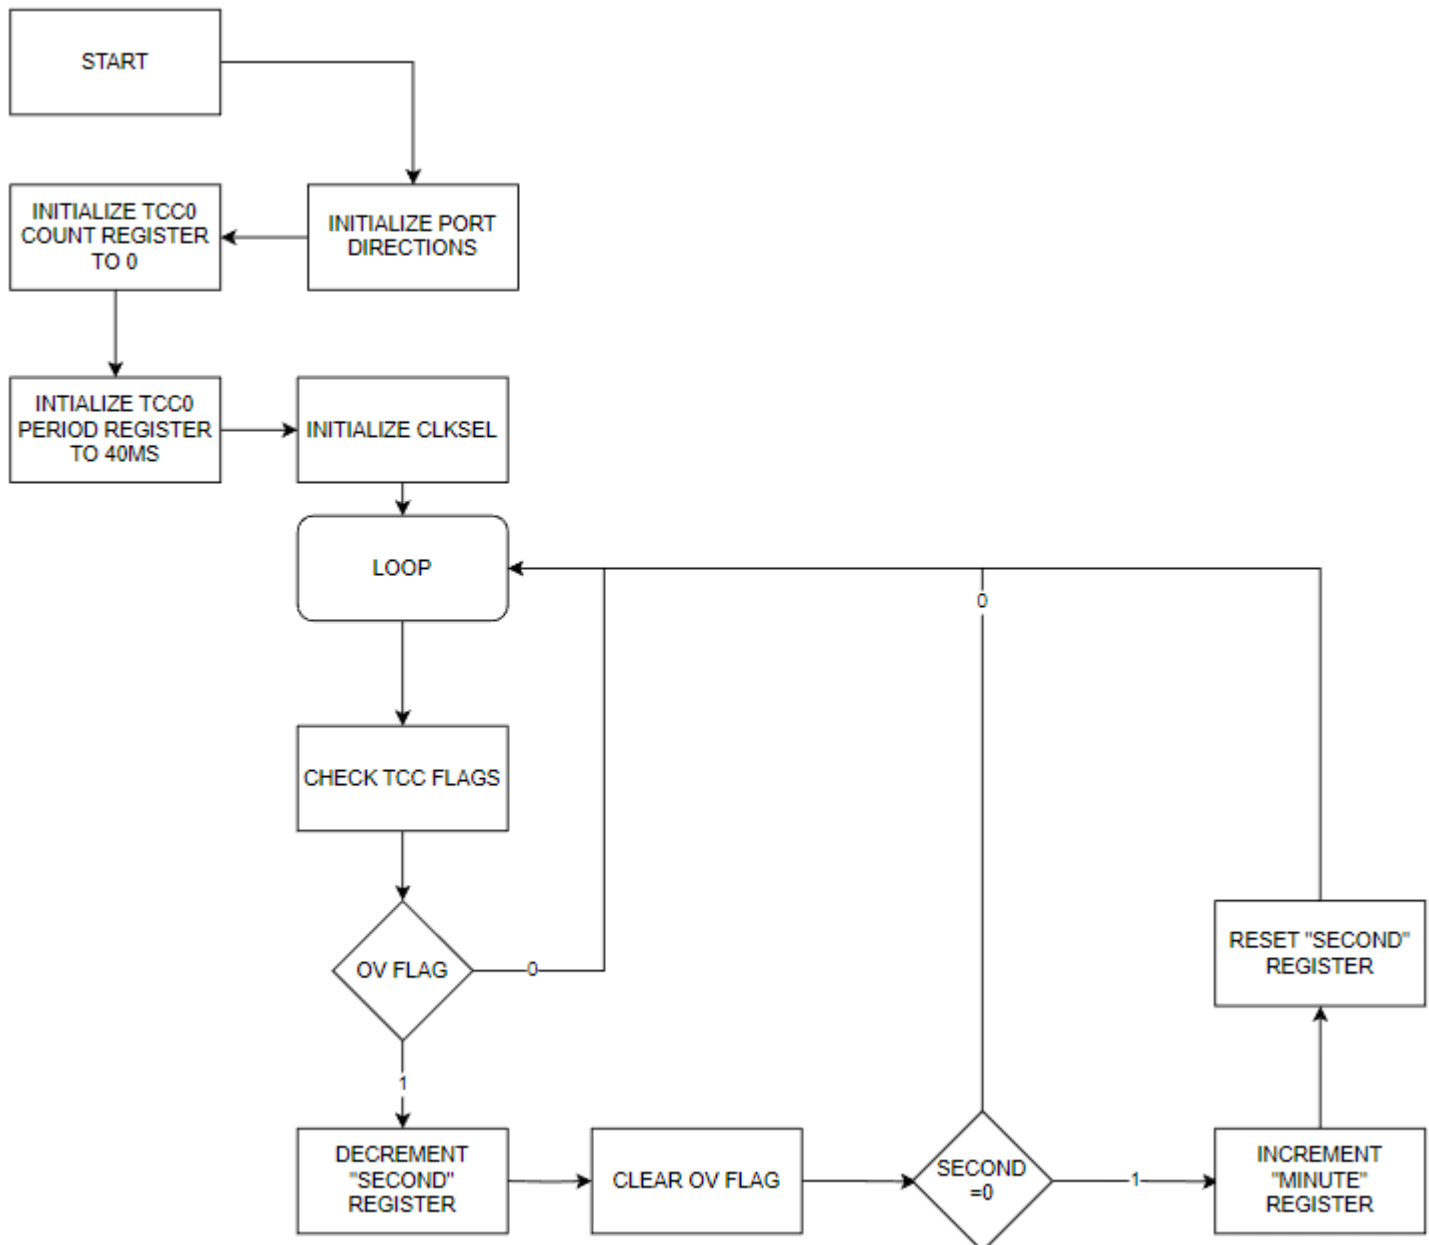 START
INITIALIZE PORT
DIRECTIONS
INITIALIZE TCC0
COUNT REGISTER
TO 0
INTIALIZE TCC0
PERIOD REGISTER
TO 40MS
INITIALIZE CLKSEL
LOOP
CHECK TCC FLAGS
OV FLAG
0
1
DECREMENT
"SECOND"
REGISTER
CLEAR OV FLAG
SECOND
=0
0
1
INCREMENT
"MINUTE"
REGISTER
RESET "SECOND"
REGISTER